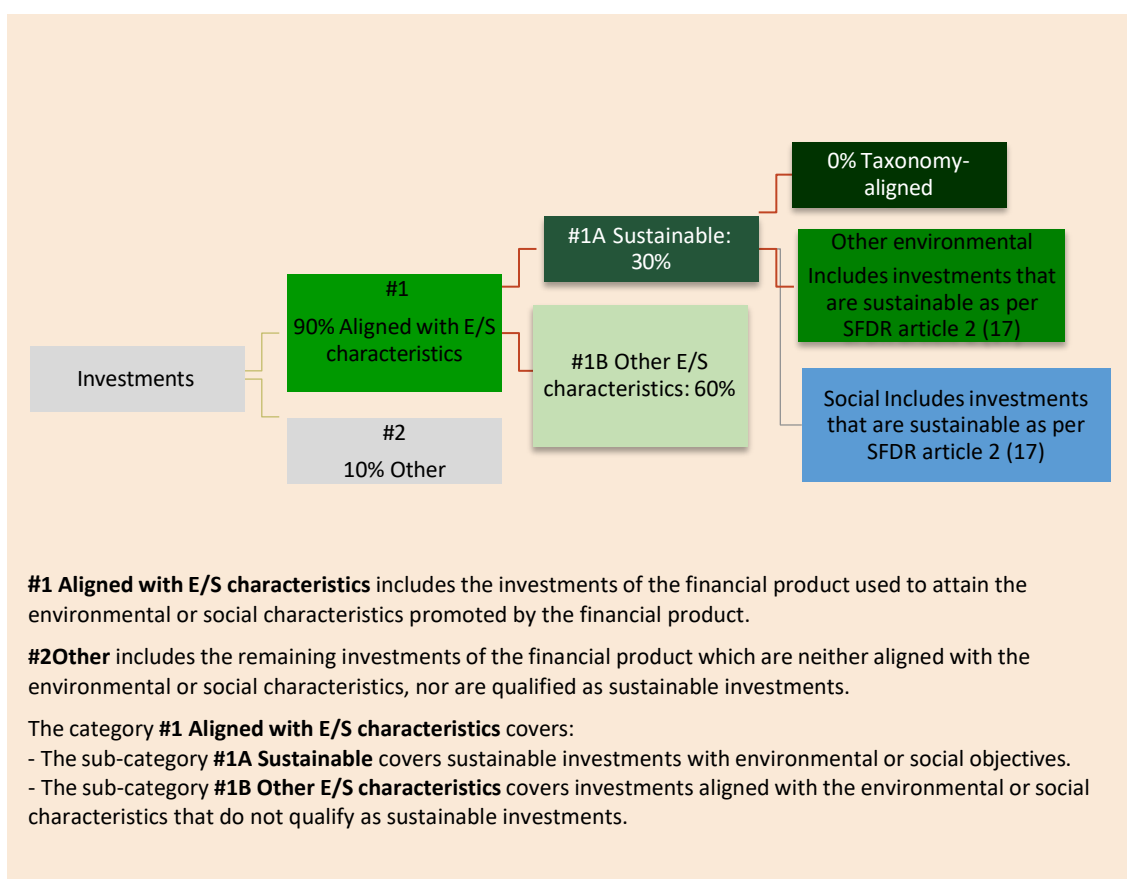 0% Taxonomy-
aligned
#1A Sustainable:
30%
Other environmental
Includes investments that
are sustainable as per
SFDR article 2 (17)
#1
90% Aligned with E/S
characteristics
#1B Other E/S
characteristics: 60%
Investments
Social Includes investments
that are sustainable as per
SFDR article 2 (17)
#2
10% Other
#1 Aligned with E/S characteristics includes the investments of the financial product used to attain the
environmental or social characteristics promoted by the financial product.
#2Other includes the remaining investments of the financial product which are neither aligned with the
environmental or social characteristics, nor are qualified as sustainable investments.
The category #1 Aligned with E/S characteristics covers:
- The sub-category #1A Sustainable covers sustainable investments with environmental or social objectives.
- The sub-category #1B Other E/S characteristics covers investments aligned with the environmental or social
characteristics that do not qualify as sustainable investments.